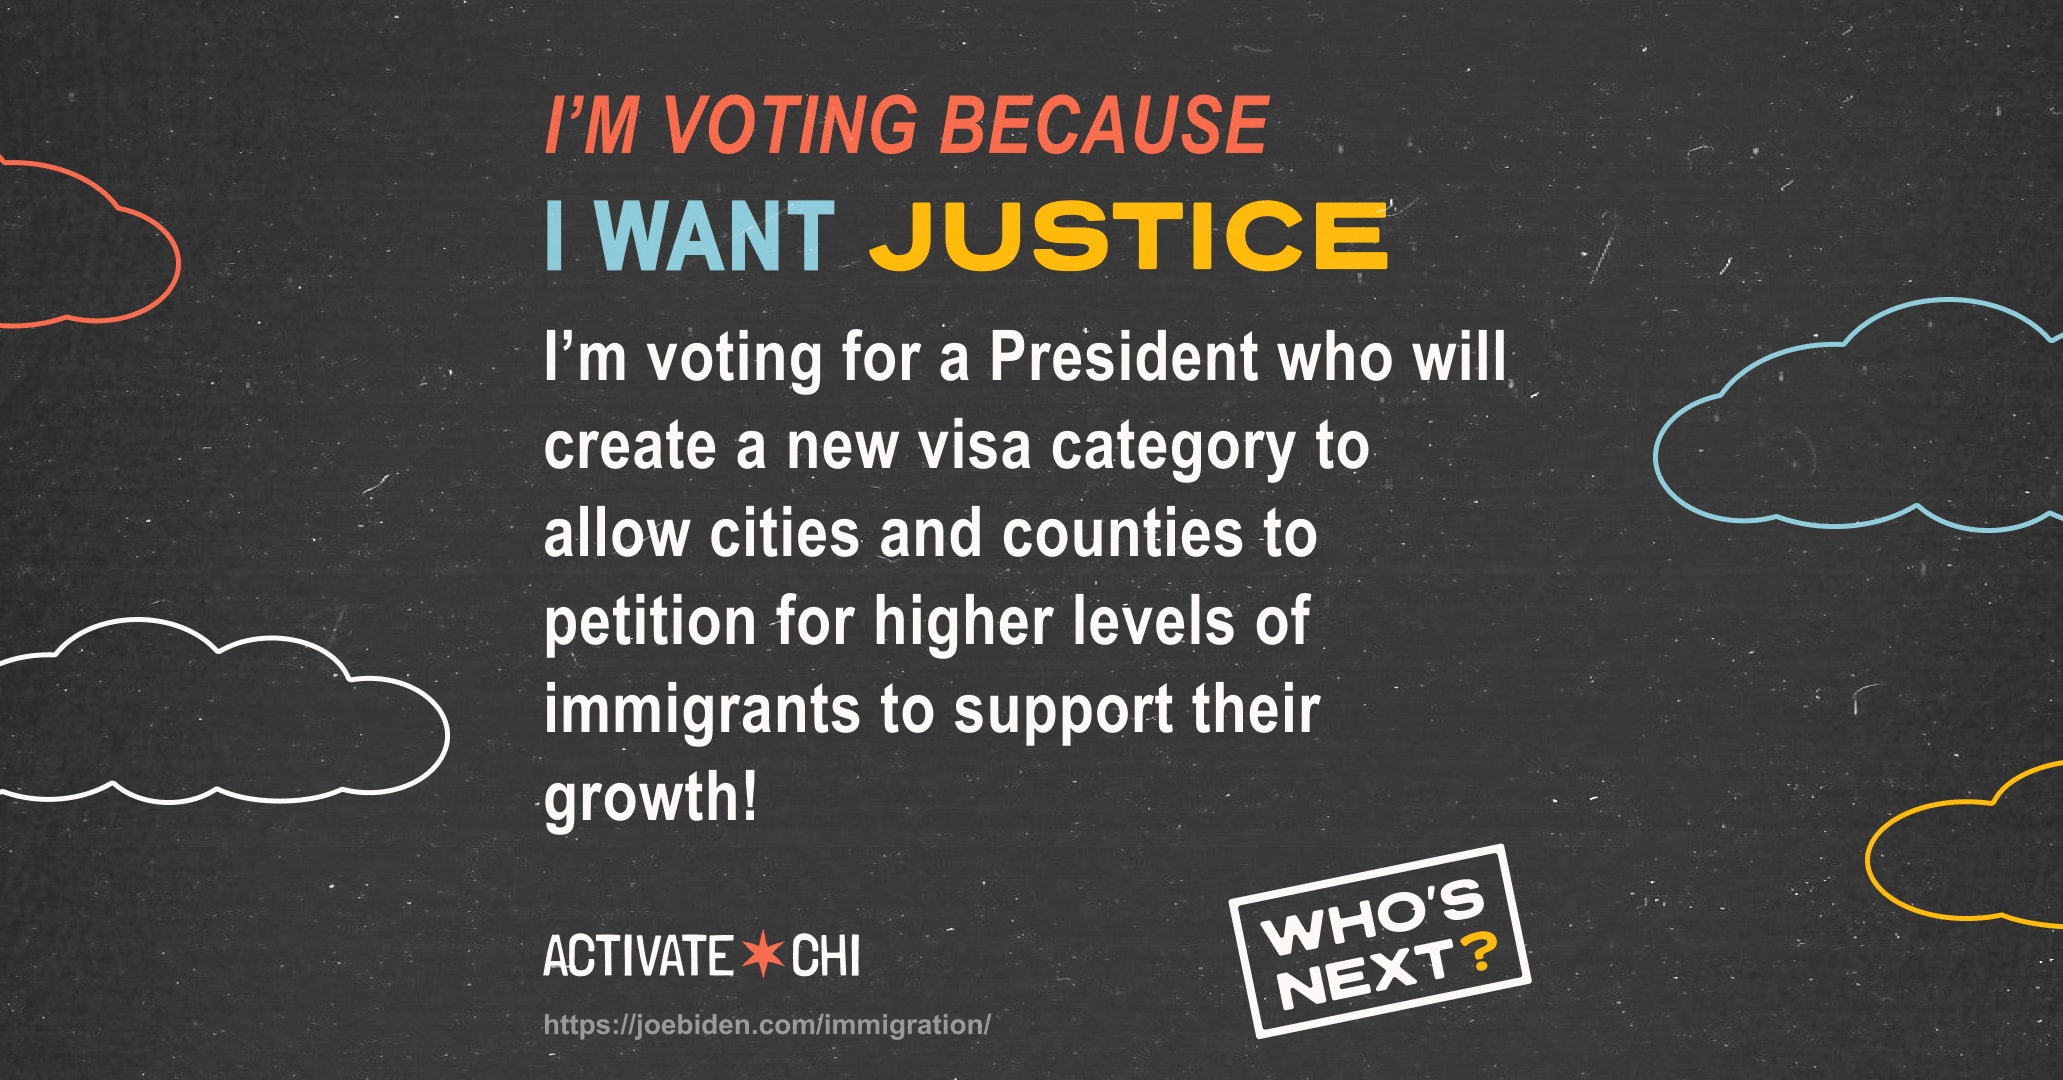 I’M VOTING BECAUSE
I WANT JUSTICE
I’m voting for a President who will
create a new visa category to
allow cities and counties to
petition for higher levels of
immigrants to support their
growth!
WHO’S
NEXT?
ACTIVATE CHI
https://joebiden.com/immigration/